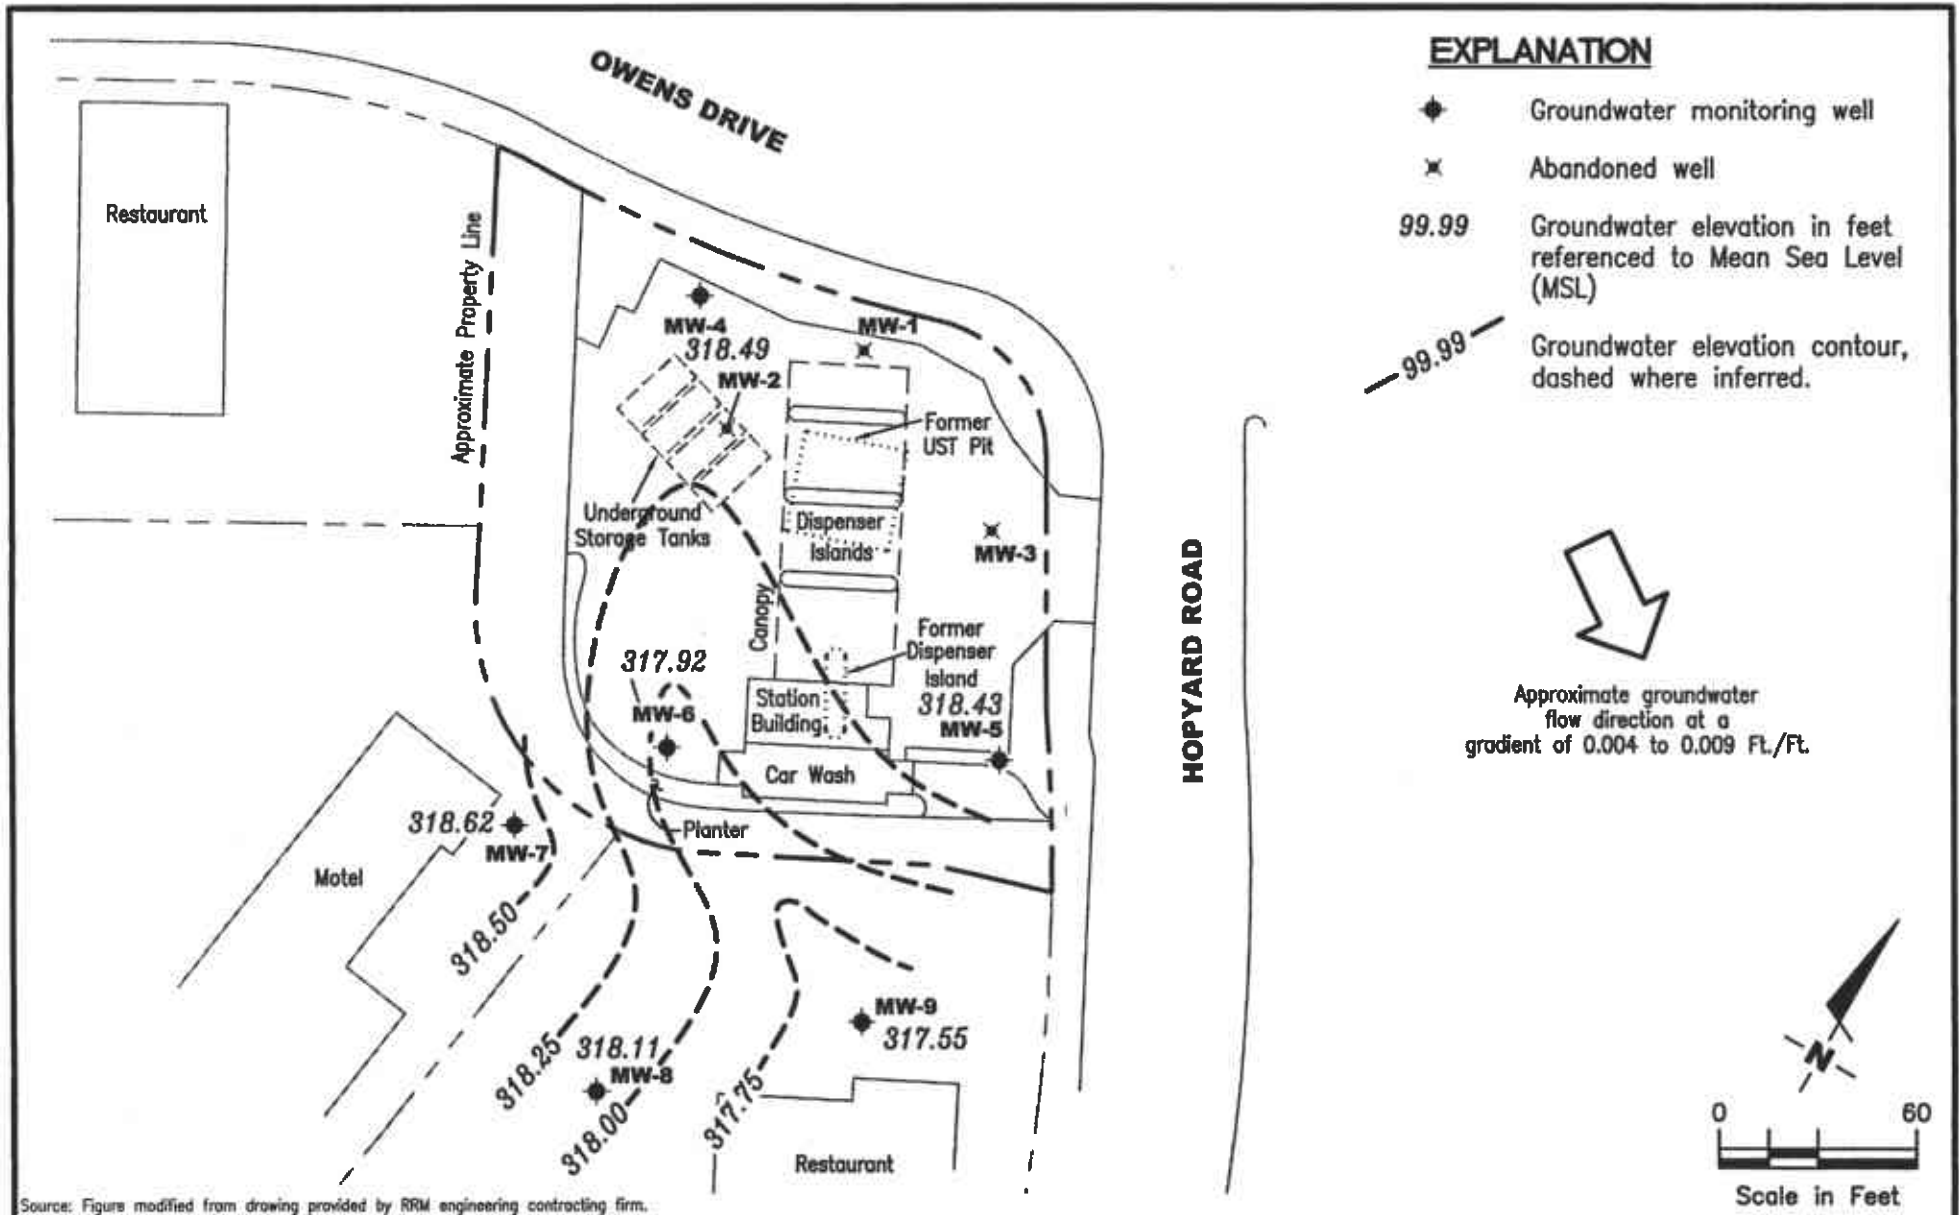 OWENS DRIVE
EXPLANATION
Groundwater monitoring well
Abandoned well
99.99
Groundwater elevation in feet
referenced to Mean Sea Level
(MSL)
99.99
Groundwater elevation contour,
dashed where inferred.
Restaurant
Approximate Property Line
MW-4
318.49
MW-1
MW-2
Former
UST Pit
Underground
Storage Tanks
Dispenser
Islands
MW-3
Canopy
Former
Dispenser
Island
317.92
MW-6
Station
Building
318.43
MW-5
Car Wash
HOPYARD ROAD
Approximate groundwater
flow direction at a
gradient of 0.004 to 0.009 Ft./Ft.
318.62
MW-7
Planter
Motel
318.50
318.25
318.11
MW-8
318.00
317.75
MW-9
317.55
Restaurant
N
0 60
Scale in Feet
Source: Figure modified from drawing provided by RRM engineering contracting firm.